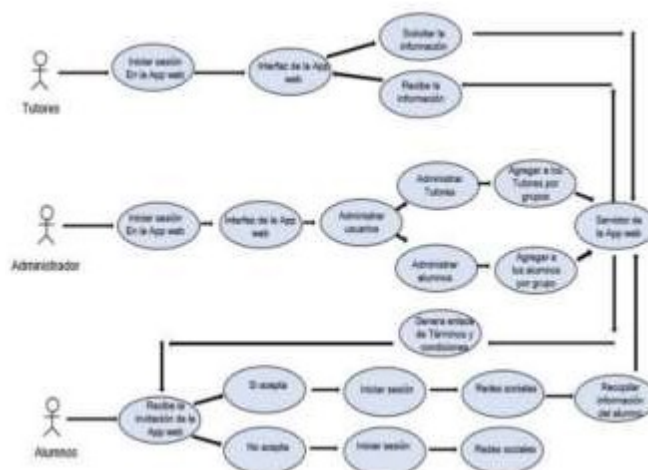 Iniciar sesión
En la App web
Interfaz de la App
web
Solicitar la
información
Recibe la
información
Tutores
Iniciar sesión
En la App web
Interfaz de la App
web
Administrar
usuarios
Administrar
Tutores
Agregar a los
Tutores por
grupos
Administrar
alumnos
Agregar a
los alumnos
por grupo
Servidor de
la App web
Administrador
Genera enlace
de Términos y
condiciones
Recibe la
invitación de la
App web
Si acepta
Iniciar sesión
Redes sociales
Recopilar
información
del alumno
No acepta
Iniciar sesión
Redes sociales
Alumnos